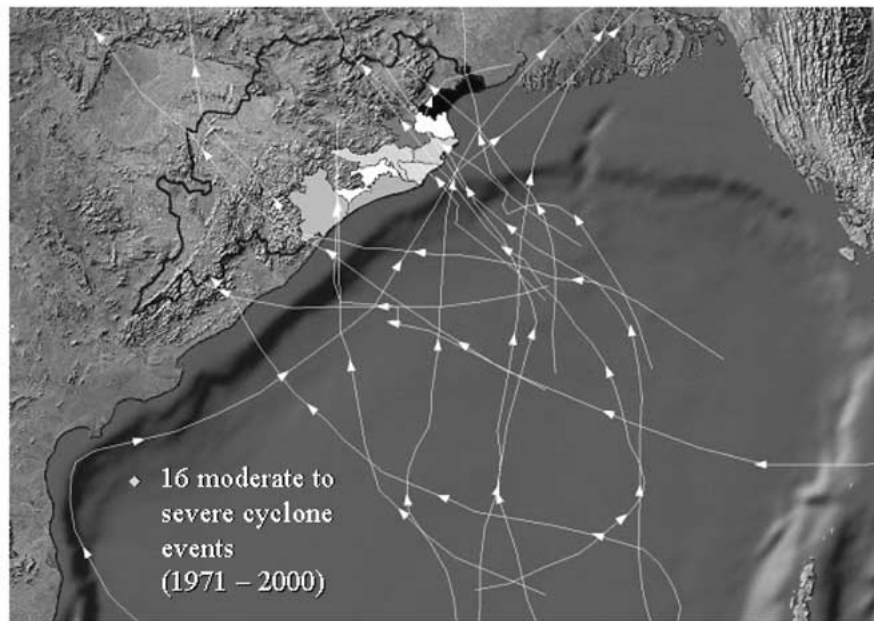 ◆ 16 moderate to
severe cyclone
events
(1971 – 2000)